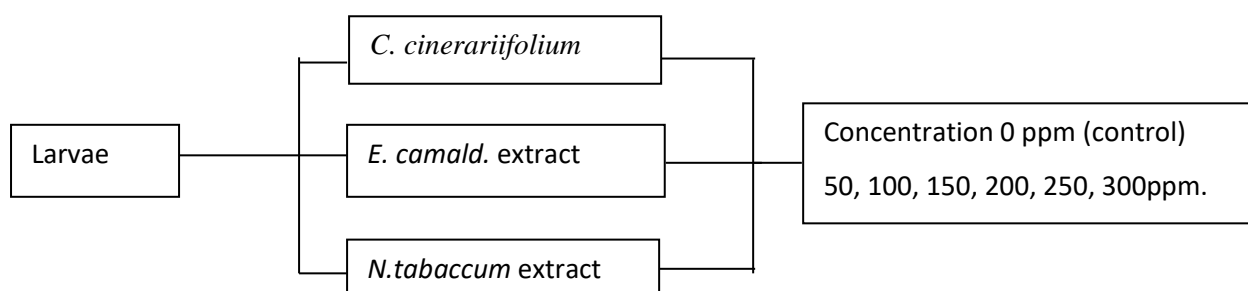 C. cinerariifolium
Larvae
E. camald. extract
N.tabaccum extract
Concentration 0 ppm (control)
50, 100, 150, 200, 250, 300ppm.